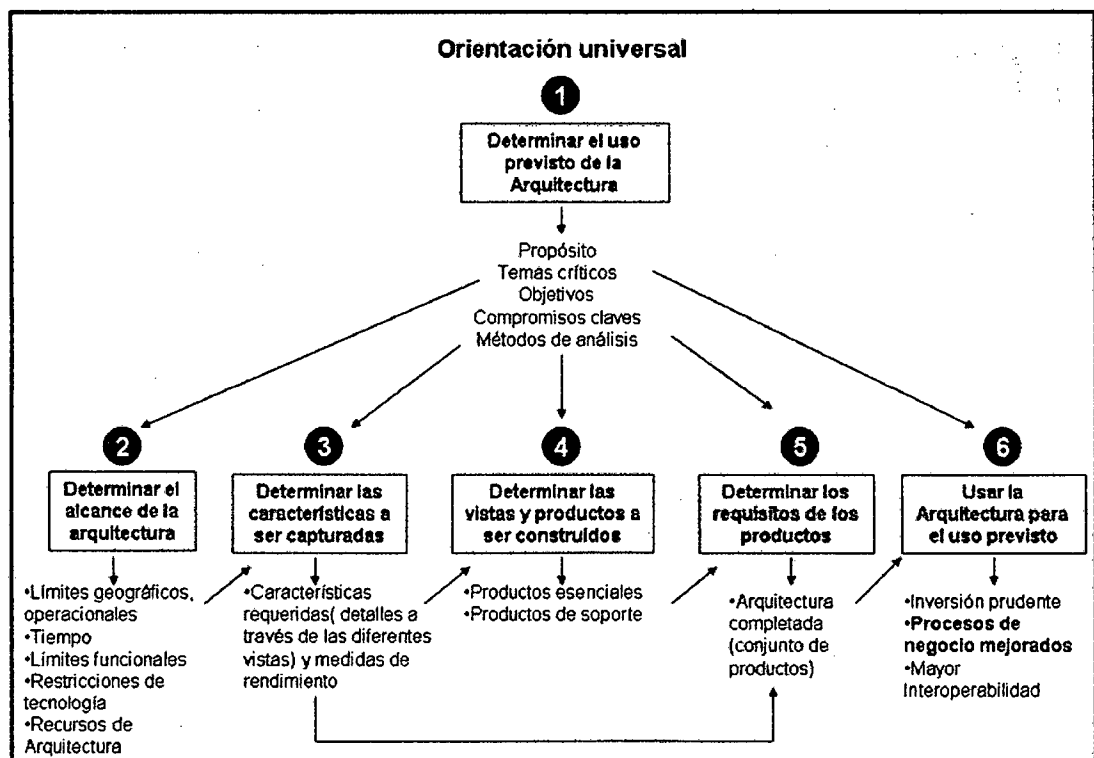 Orientación universal
1
Determinar el uso
previsto de la
Arquitectura
Propósito
Temas críticos
Objetivos
Compromisos claves
Métodos de análisis
2
Determinar el
alcance de la
arquitectura
•Límites geográficos,
operacionales
•Tiempo
•Límites funcionales
•Restricciones de
tecnología
•Recursos de
Arquitectura
3
Determinar las
características a
ser capturadas
•Características
requeridas( detalles a
través de las diferentes
vistas) y medidas de
rendimiento
4
Determinar las
vistas y productos a
ser construidos
•Productos esenciales
•Productos de soporte
5
Determinar los
requisitos de los
productos
•Arquitectura
completada
(conjunto de
productos)
6
Usar la
Arquitectura para
el uso previsto
•Inversión prudente
•Procesos de
negocio mejorados
•Mayor
Interoperabilidad